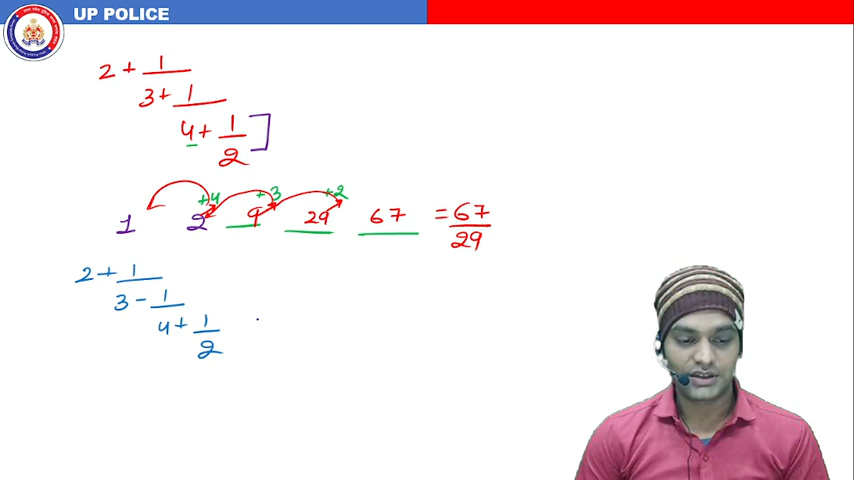 UP POLICE
2 + 1
3 + 1
4 + 1 ]
2
+4 +3 +2
1 2 9 29 67 = 67
29
2 + 1
3 - 1
4 + 1
2